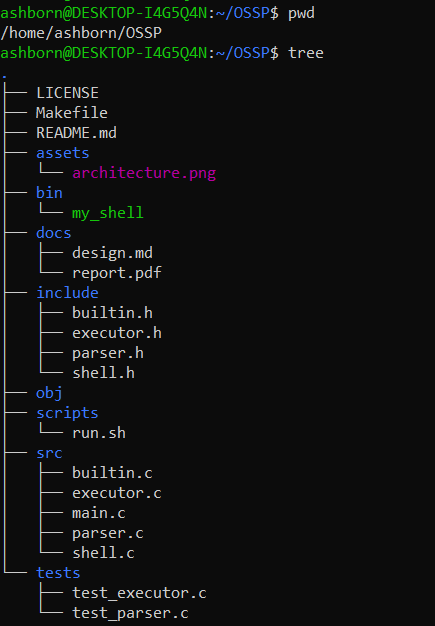 ashborn@DESKTOP-I4G5Q4N:~/OSSP$ pwd
/home/ashborn/OSSP
ashborn@DESKTOP-I4G5Q4N:~/OSSP$ tree
.
├── LICENSE
├── Makefile
├── README.md
├── assets
│   └── architecture.png
├── bin
│   └── my_shell
├── docs
│   ├── design.md
│   └── report.pdf
├── include
│   ├── builtin.h
│   ├── executor.h
│   ├── parser.h
│   └── shell.h
├── obj
├── scripts
│   └── run.sh
├── src
│   ├── builtin.c
│   ├── executor.c
│   ├── main.c
│   ├── parser.c
│   └── shell.c
└── tests
    ├── test_executor.c
    └── test_parser.c